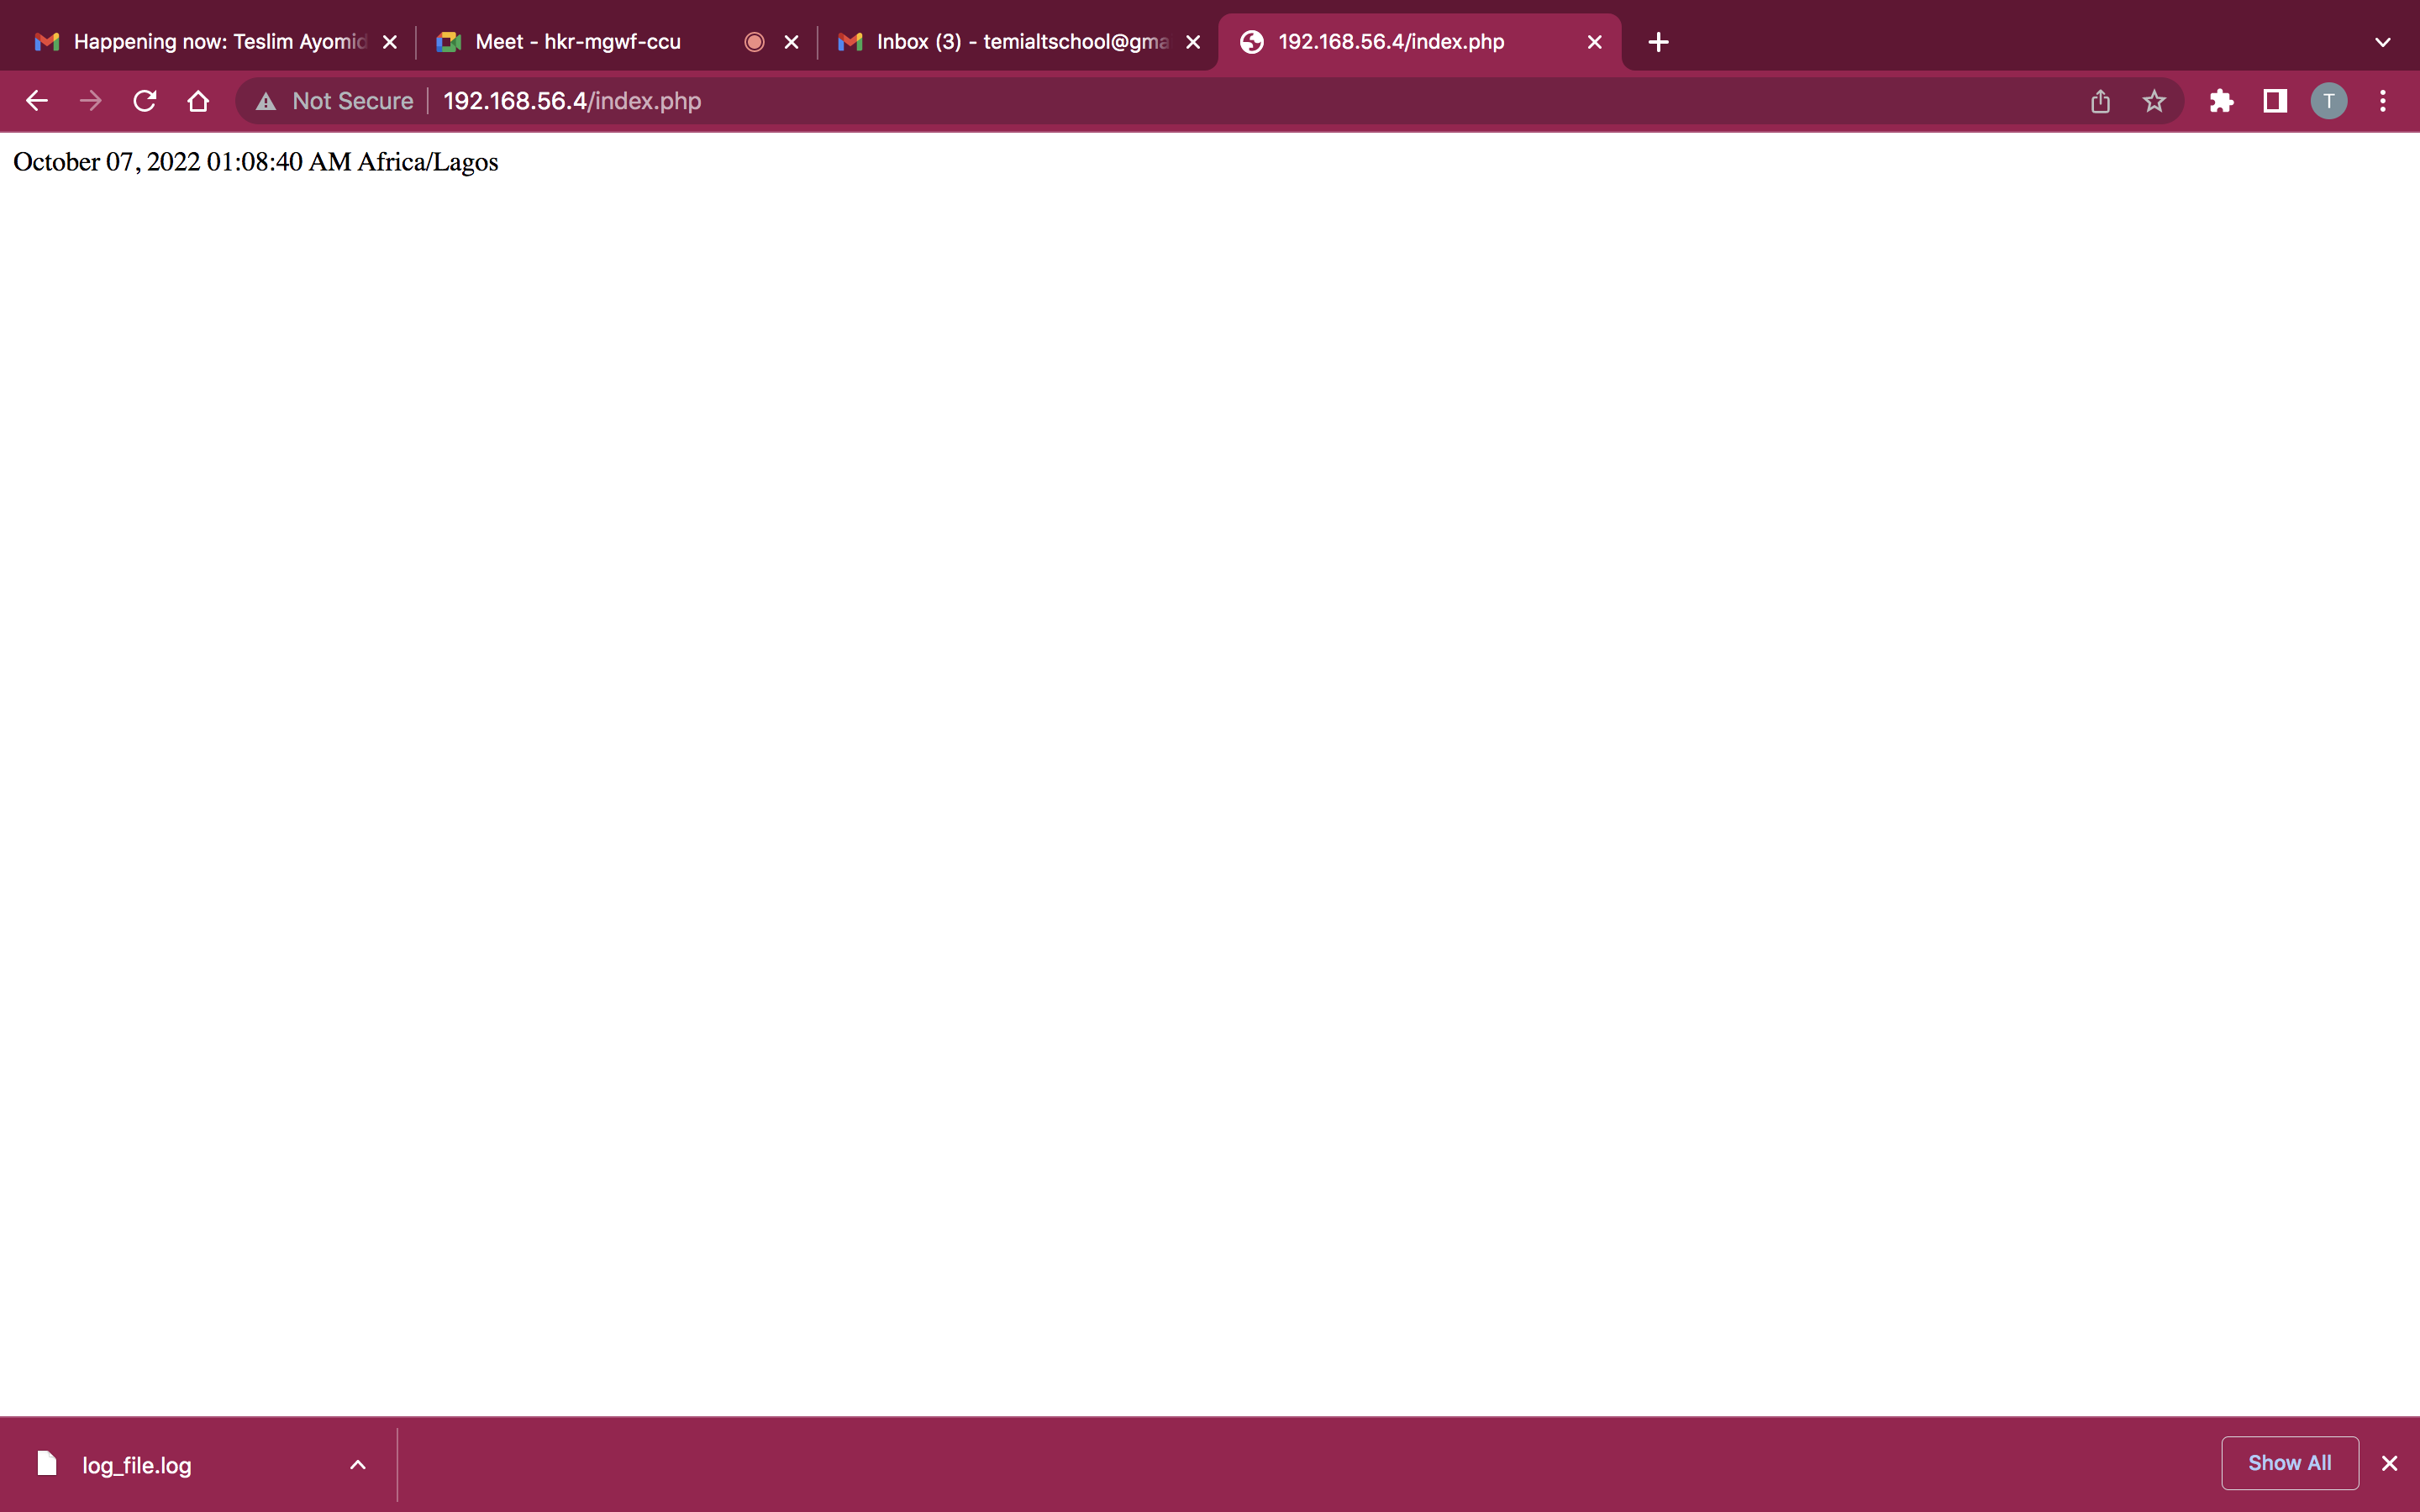 Happening now: Teslim Ayomid
Meet - hkr-mgwf-ccu
Inbox (3) - temialtschool@gma
192.168.56.4/index.php
Not Secure
192.168.56.4/index.php
T
October 07, 2022 01:08:40 AM Africa/Lagos
log_file.log
Show All